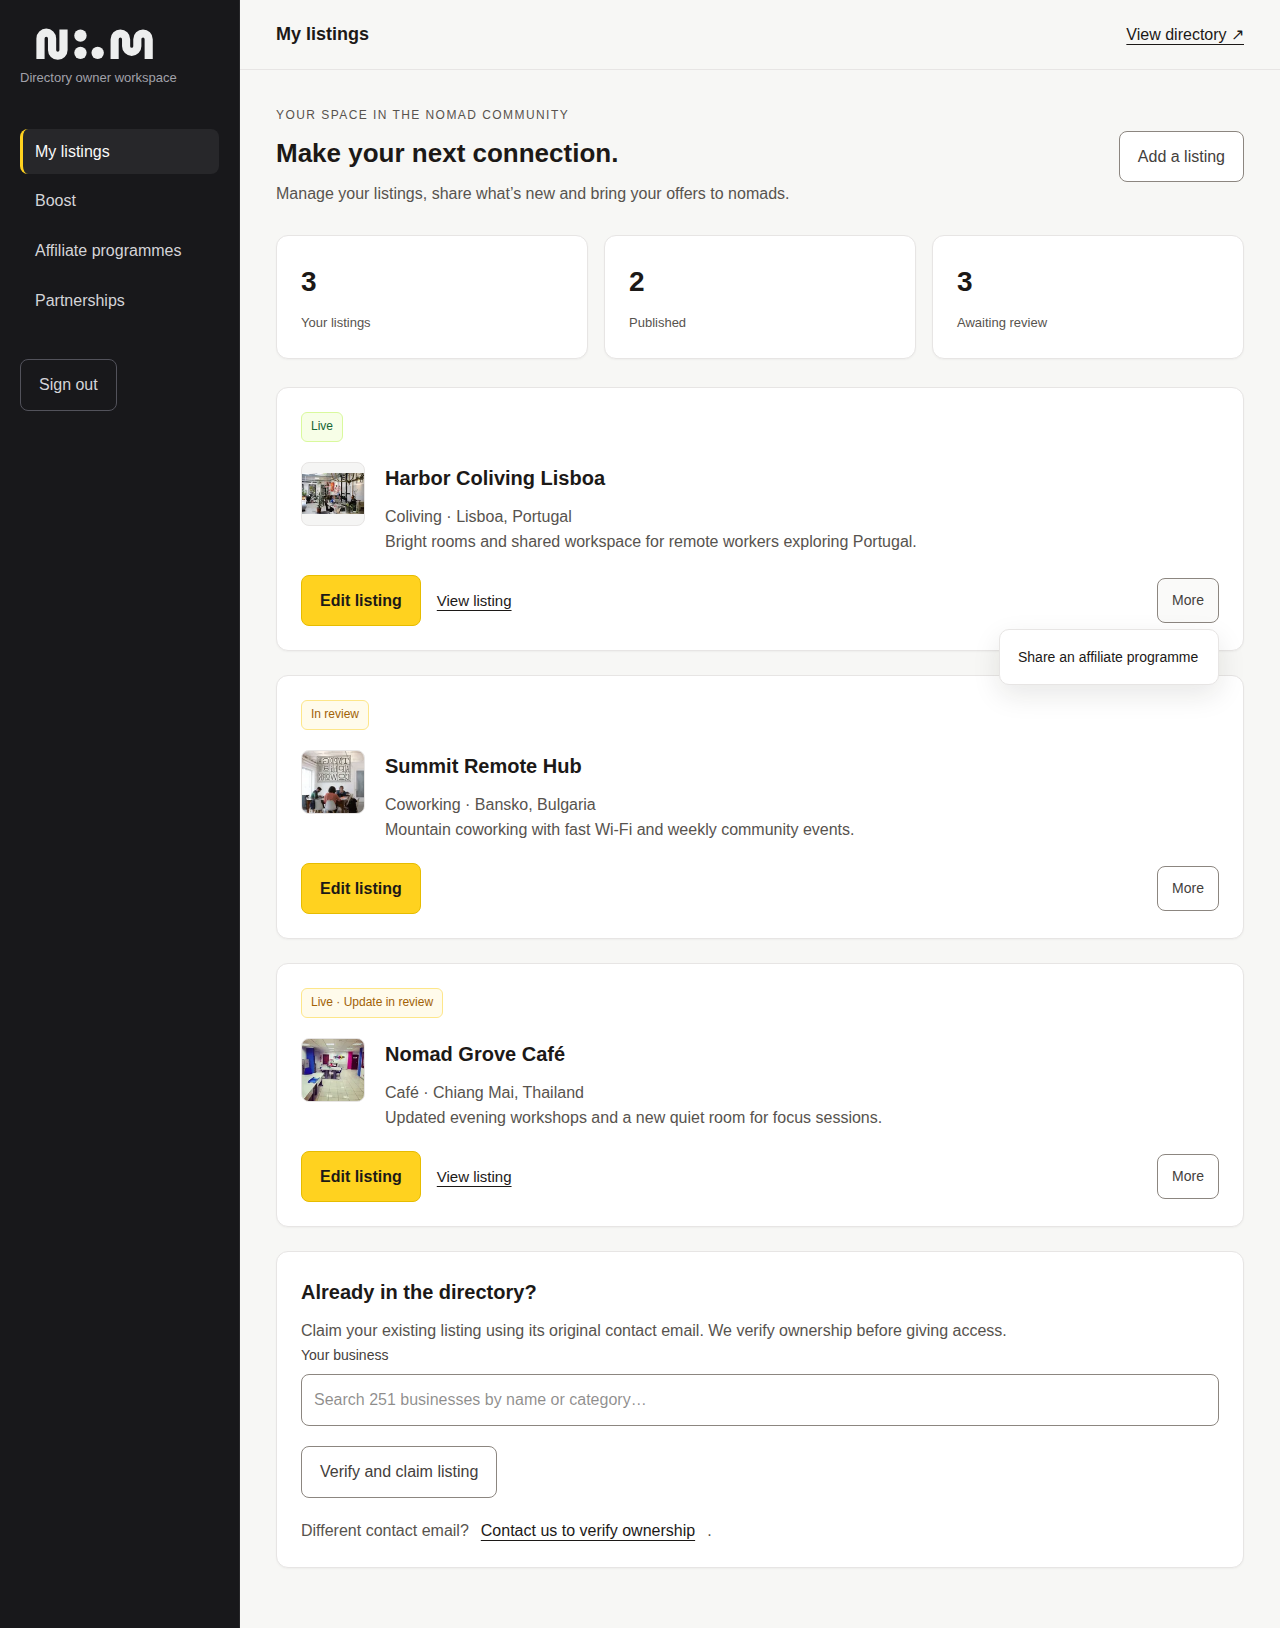 My listings
View directory ↗
Directory owner workspace
My listings
Boost
Affiliate programmes
Partnerships
Sign out
YOUR SPACE IN THE NOMAD COMMUNITY
Make your next connection.
Manage your listings, share what’s new and bring your offers to nomads.
Add a listing
3
Your listings
2
Published
3
Awaiting review
Live
Harbor Coliving Lisboa
Coliving · Lisboa, Portugal
Bright rooms and shared workspace for remote workers exploring Portugal.
Edit listing
View listing
More
Share an affiliate programme
In review
Summit Remote Hub
Coworking · Bansko, Bulgaria
Mountain coworking with fast Wi-Fi and weekly community events.
Edit listing
More
Live · Update in review
Nomad Grove Café
Café · Chiang Mai, Thailand
Updated evening workshops and a new quiet room for focus sessions.
Edit listing
View listing
More
Already in the directory?
Claim your existing listing using its original contact email. We verify ownership before giving access.
Your business
Search 251 businesses by name or category…
Verify and claim listing
Different contact email? Contact us to verify ownership .